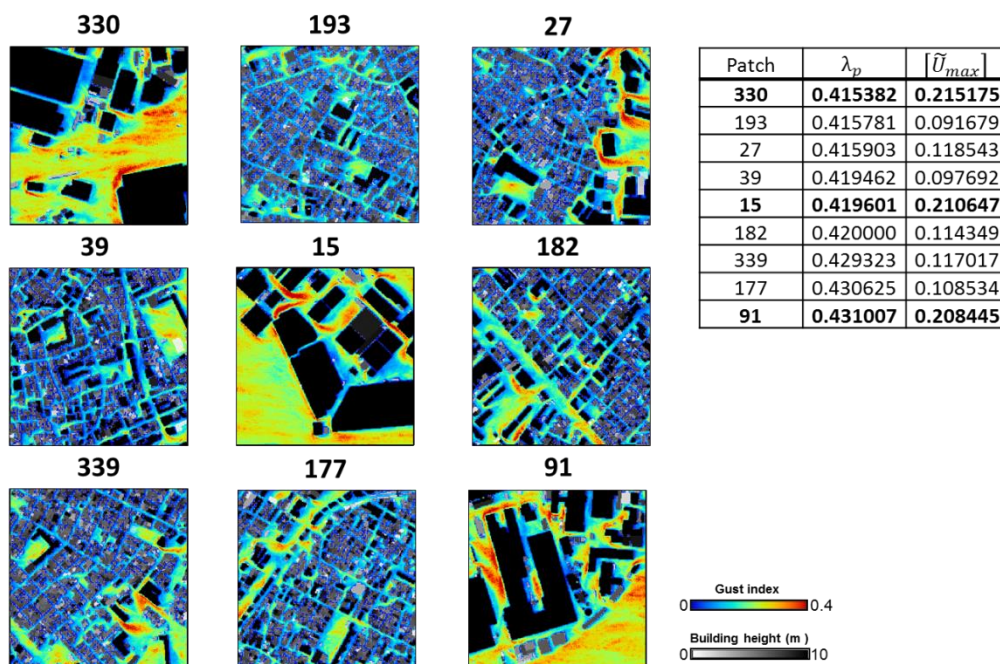 330 193 27
39 15 182
339 177 91
Patch λₚ [Ũₘₐₓ]
330 0.415382 0.215175
193 0.415781 0.091679
27 0.415903 0.118543
39 0.419462 0.097692
15 0.419601 0.210647
182 0.420000 0.114349
339 0.429323 0.117017
177 0.430625 0.108534
91 0.431007 0.208445
Gust index
0 0.4
Building height (m )
0 10